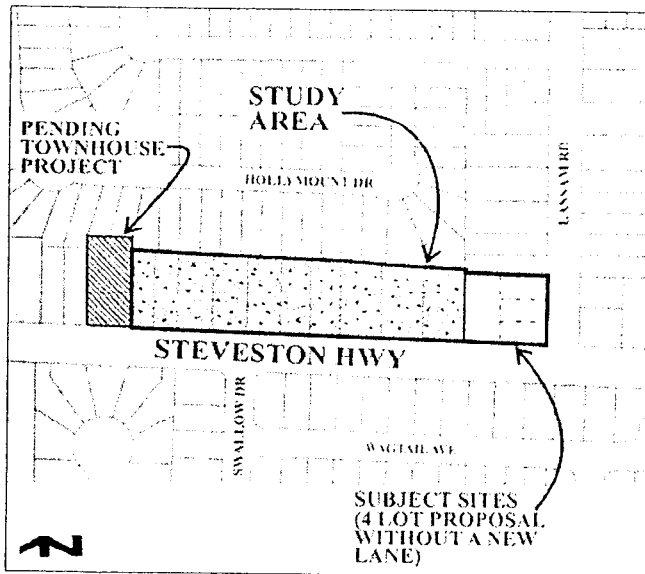 STUDY
AREA
PENDING
TOWNHOUSE
PROJECT
HOLLYMOUNT DR
LASSAM RD
STEVESTON HWY
SWALLOW DR
WAGTAIL AVE
SUBJECT SITES
(4 LOT PROPOSAL
WITHOUT A NEW
LANE)